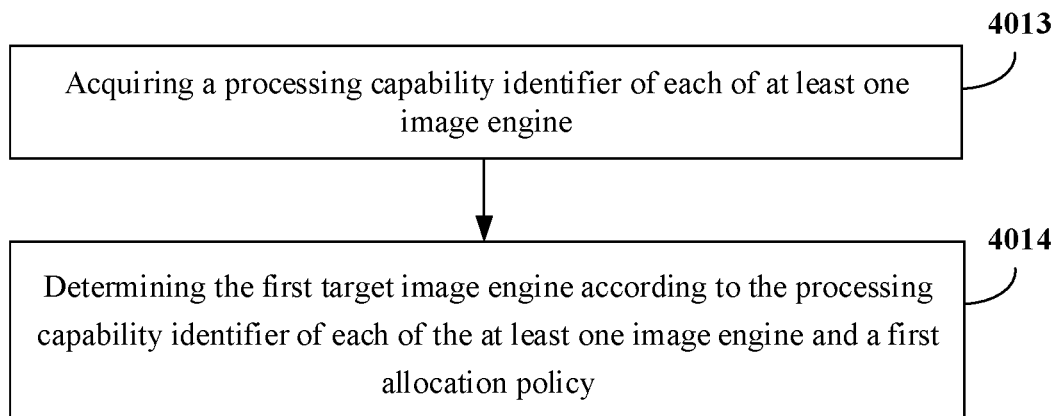 4013
Acquiring a processing capability identifier of each of at least one
image engine
4014
Determining the first target image engine according to the processing
capability identifier of each of the at least one image engine and a first
allocation policy